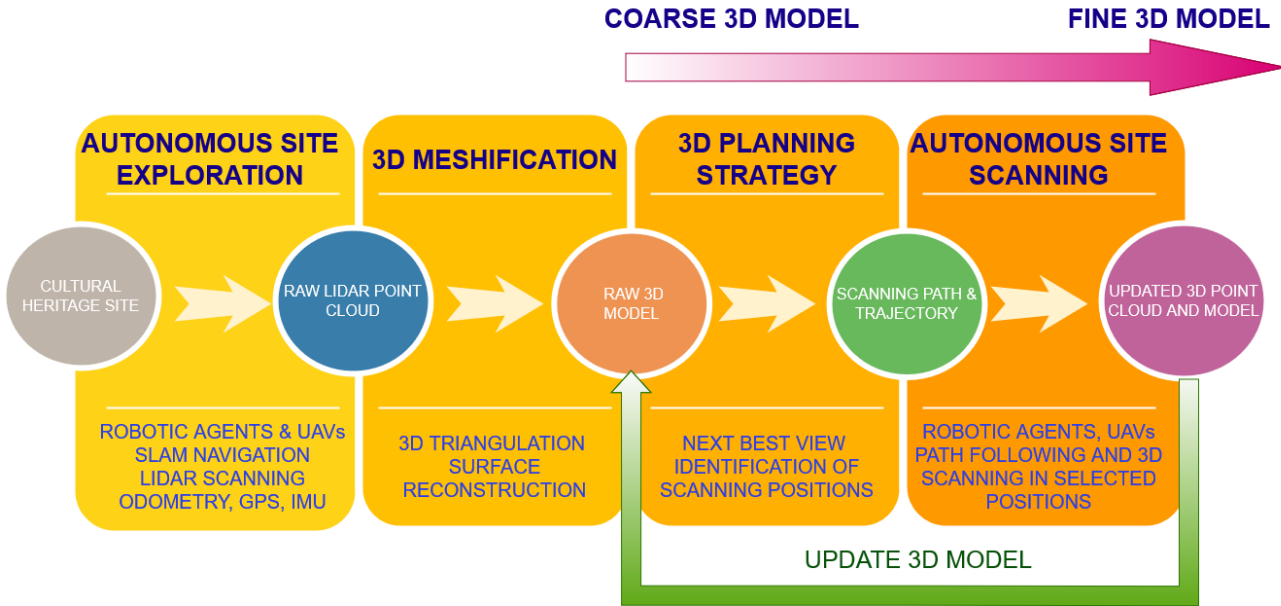 COARSE 3D MODEL
FINE 3D MODEL
AUTONOMOUS SITE
EXPLORATION
3D MESHIFICATION
3D PLANNING
STRATEGY
AUTONOMOUS SITE
SCANNING
CULTURAL
HERITAGE SITE
RAW LIDAR POINT
CLOUD
RAW 3D
MODEL
SCANNING PATH &
TRAJECTORY
UPDATED 3D POINT
CLOUD AND MODEL
ROBOTIC AGENTS & UAVs
SLAM NAVIGATION
LIDAR SCANNING
ODOMETRY, GPS, IMU
3D TRIANGULATION
SURFACE
RECONSTRUCTION
NEXT BEST VIEW
IDENTIFICATION OF
SCANNING POSITIONS
ROBOTIC AGENTS, UAVs
PATH FOLLOWING AND 3D
SCANNING IN SELECTED
POSITIONS
UPDATE 3D MODEL